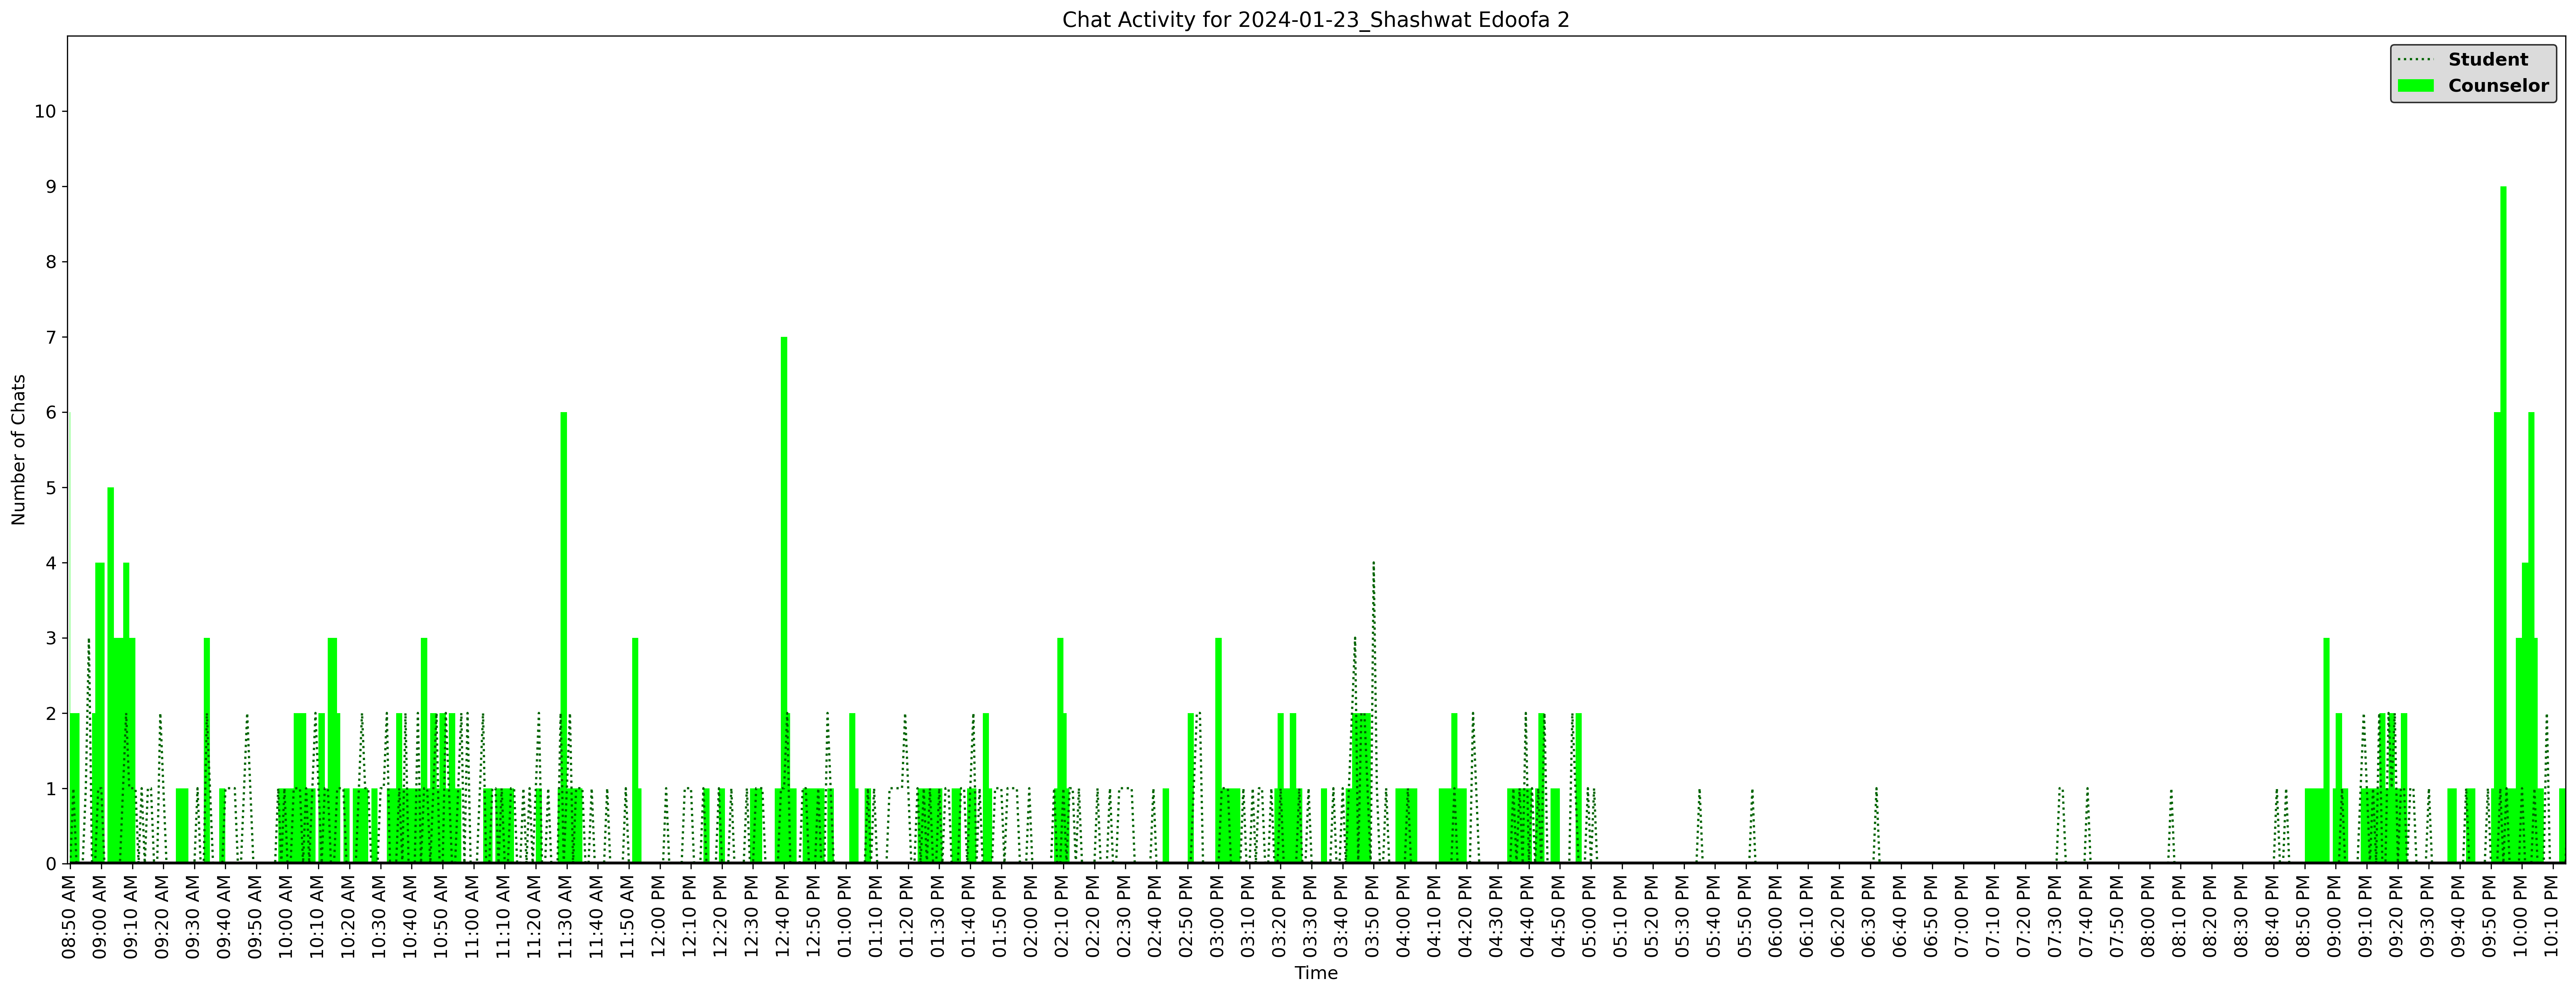 Chat Activity for 2024-01-23_Shashwat Edoofa 2
Student
Counselor
Number of Chats
10
9
8
7
6
5
4
3
2
1
0
08:50 AM
09:00 AM
09:10 AM
09:20 AM
09:30 AM
09:40 AM
09:50 AM
10:00 AM
10:10 AM
10:20 AM
10:30 AM
10:40 AM
10:50 AM
11:00 AM
11:10 AM
11:20 AM
11:30 AM
11:40 AM
11:50 AM
12:00 PM
12:10 PM
12:20 PM
12:30 PM
12:40 PM
12:50 PM
01:00 PM
01:10 PM
01:20 PM
01:30 PM
01:40 PM
01:50 PM
02:00 PM
02:10 PM
02:20 PM
02:30 PM
02:40 PM
02:50 PM
03:00 PM
03:10 PM
03:20 PM
03:30 PM
03:40 PM
03:50 PM
04:00 PM
04:10 PM
04:20 PM
04:30 PM
04:40 PM
04:50 PM
05:00 PM
05:10 PM
05:20 PM
05:30 PM
05:40 PM
05:50 PM
06:00 PM
06:10 PM
06:20 PM
06:30 PM
06:40 PM
06:50 PM
07:00 PM
07:10 PM
07:20 PM
07:30 PM
07:40 PM
07:50 PM
08:00 PM
08:10 PM
08:20 PM
08:30 PM
08:40 PM
08:50 PM
09:00 PM
09:10 PM
09:20 PM
09:30 PM
09:40 PM
09:50 PM
10:00 PM
10:10 PM
Time